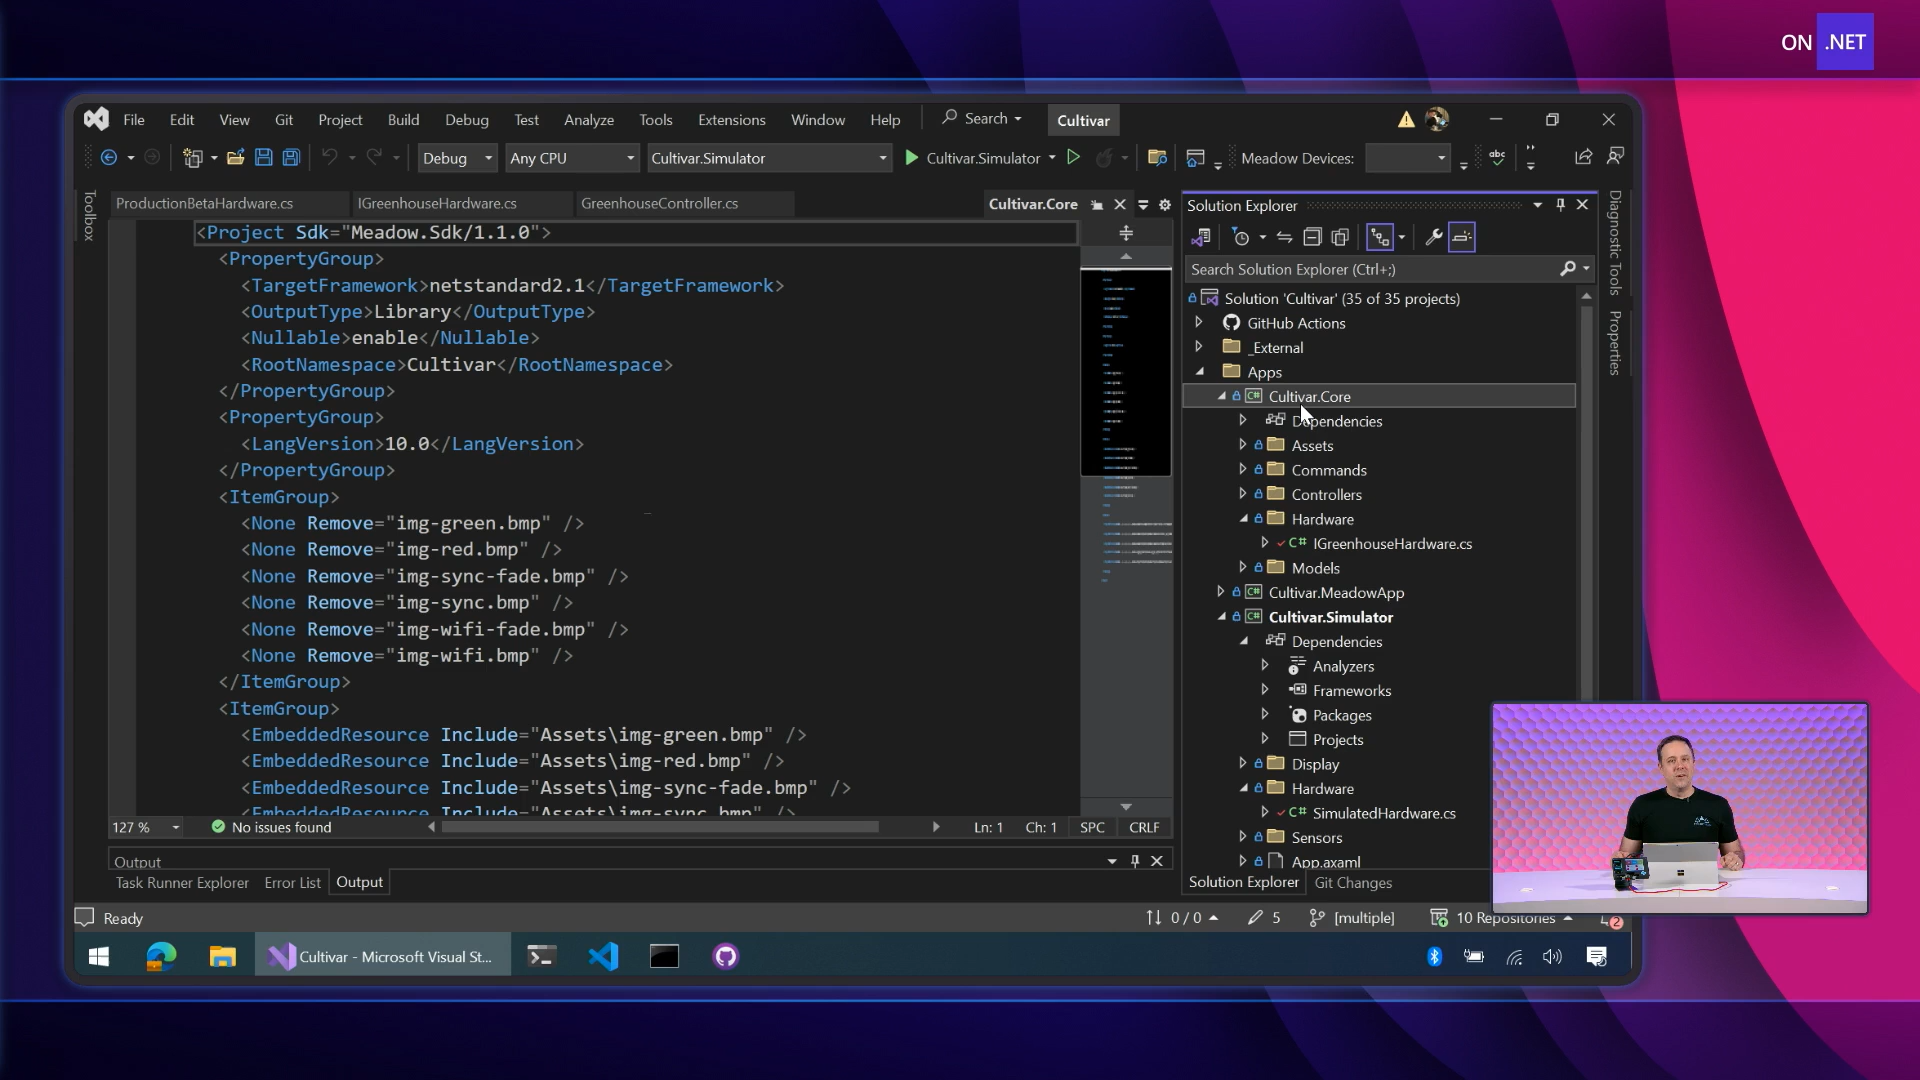 ON .NET
File Edit View Git Project Build Debug Test Analyze Tools Extensions Window Help Search Cultivar
Debug Any CPU Cultivar.Simulator Cultivar.Simulator Meadow Devices: abc
Toolbox
ProductionBetaHardware.cs IGreenhouseHardware.cs GreenhouseController.cs Cultivar.Core
<Project Sdk="Meadow.Sdk/1.1.0">
<PropertyGroup>
<TargetFramework>netstandard2.1</TargetFramework>
<OutputType>Library</OutputType>
<Nullable>enable</Nullable>
<RootNamespace>Cultivar</RootNamespace>
</PropertyGroup>
<PropertyGroup>
<LangVersion>10.0</LangVersion>
</PropertyGroup>
<ItemGroup>
<None Remove="img-green.bmp" />
<None Remove="img-red.bmp" />
<None Remove="img-sync-fade.bmp" />
<None Remove="img-sync.bmp" />
<None Remove="img-wifi-fade.bmp" />
<None Remove="img-wifi.bmp" />
</ItemGroup>
<ItemGroup>
<EmbeddedResource Include="Assets\img-green.bmp" />
<EmbeddedResource Include="Assets\img-red.bmp" />
<EmbeddedResource Include="Assets\img-sync-fade.bmp" />
<EmbeddedResource Include="Assets\img-sync.bmp" />
127 % No issues found Ln: 1 Ch: 1 SPC CRLF
Output
Task Runner Explorer Error List Output
Solution Explorer
Search Solution Explorer (Ctrl+;)
Solution 'Cultivar' (35 of 35 projects)
GitHub Actions
_External
Apps
C# Cultivar.Core
Dependencies
Assets
Commands
Controllers
Hardware
C# IGreenhouseHardware.cs
Models
C# Cultivar.MeadowApp
C# Cultivar.Simulator
Dependencies
Analyzers
Frameworks
Packages
Projects
Display
Hardware
C# SimulatedHardware.cs
Sensors
App.axaml
Solution Explorer Git Changes
Diagnostic Tools
Properties
Ready 0 / 0 5 [multiple] 10 Repositories 2
Cultivar - Microsoft Visual St...